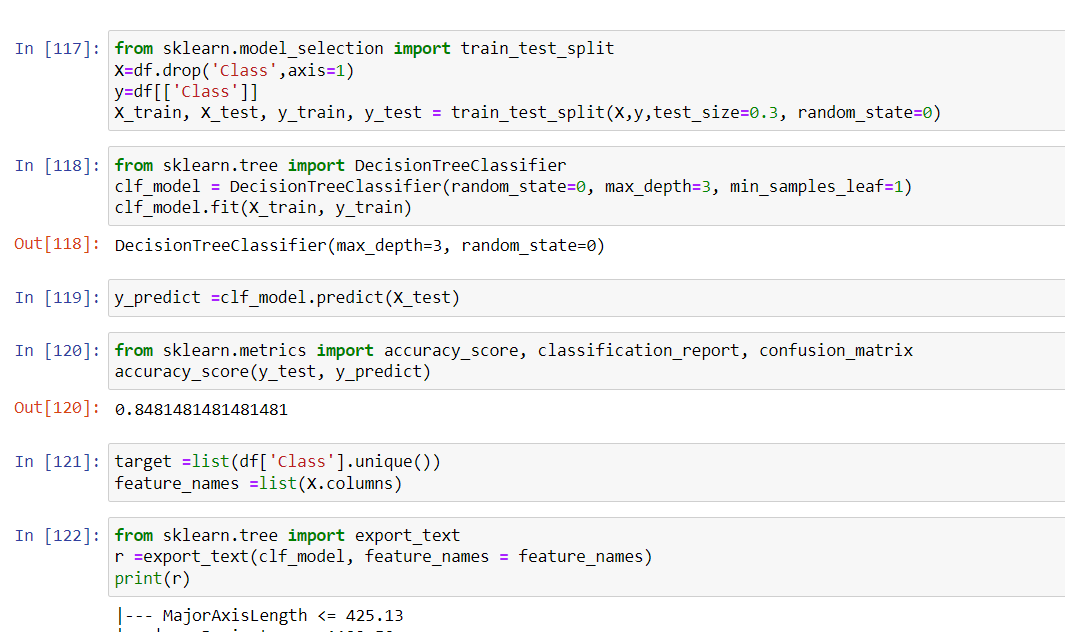 In [117]: from sklearn.model_selection import train_test_split
X=df.drop('Class',axis=1)
y=df[['Class']]
X_train, X_test, y_train, y_test = train_test_split(X,y,test_size=0.3, random_state=0)
In [118]: from sklearn.tree import DecisionTreeClassifier
clf_model = DecisionTreeClassifier(random_state=0, max_depth=3, min_samples_leaf=1)
clf_model.fit(X_train, y_train)
Out[118]: DecisionTreeClassifier(max_depth=3, random_state=0)
In [119]: y_predict =clf_model.predict(X_test)
In [120]: from sklearn.metrics import accuracy_score, classification_report, confusion_matrix
accuracy_score(y_test, y_predict)
Out[120]: 0.8481481481481481
In [121]: target =list(df['Class'].unique())
feature_names =list(X.columns)
In [122]: from sklearn.tree import export_text
r =export_text(clf_model, feature_names = feature_names)
print(r)
|--- MajorAxisLength <= 425.13